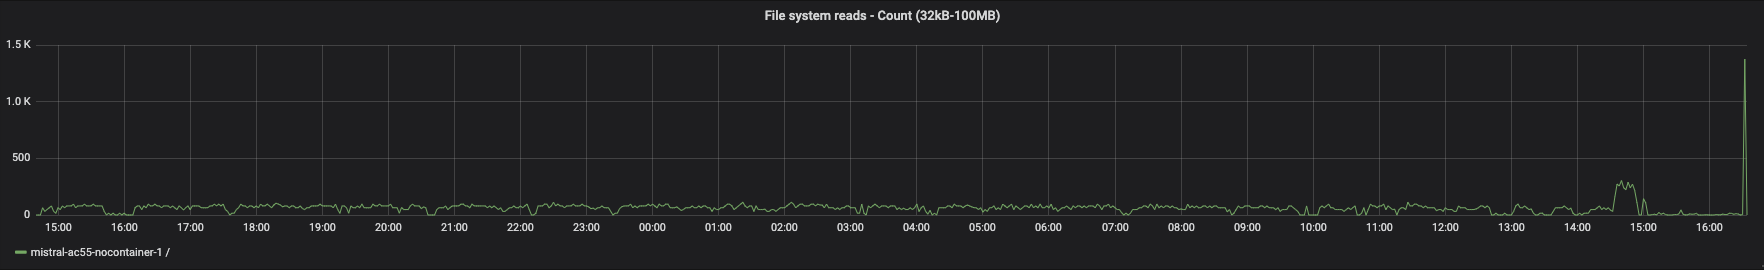 File system reads - Count (32kB-100MB)
1.5 K
1.0 K
500
0
15:00 16:00 17:00 18:00 19:00 20:00 21:00 22:00 23:00 00:00 01:00 02:00 03:00 04:00 05:00 06:00 07:00 08:00 09:00 10:00 11:00 12:00 13:00 14:00 15:00 16:00
mistral-ac55-nocontainer-1 /